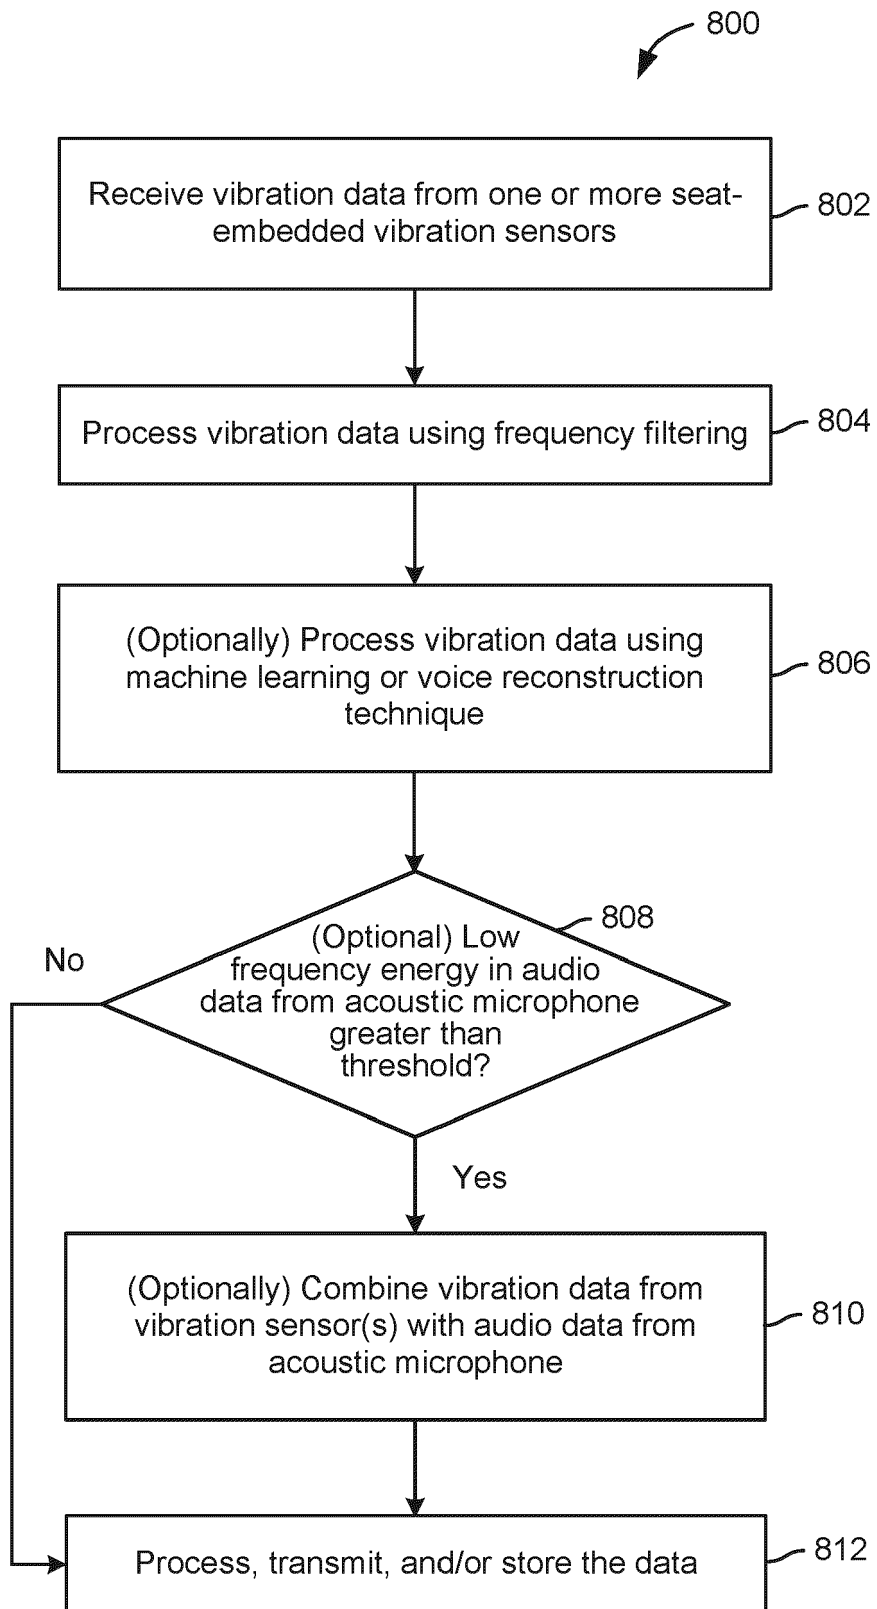 800
Receive vibration data from one or more seat-
embedded vibration sensors
802
Process vibration data using frequency filtering
804
(Optionally) Process vibration data using
machine learning or voice reconstruction
technique
806
808
(Optional) Low
frequency energy in audio
data from acoustic microphone
greater than
threshold?
No
Yes
(Optionally) Combine vibration data from
vibration sensor(s) with audio data from
acoustic microphone
810
Process, transmit, and/or store the data
812